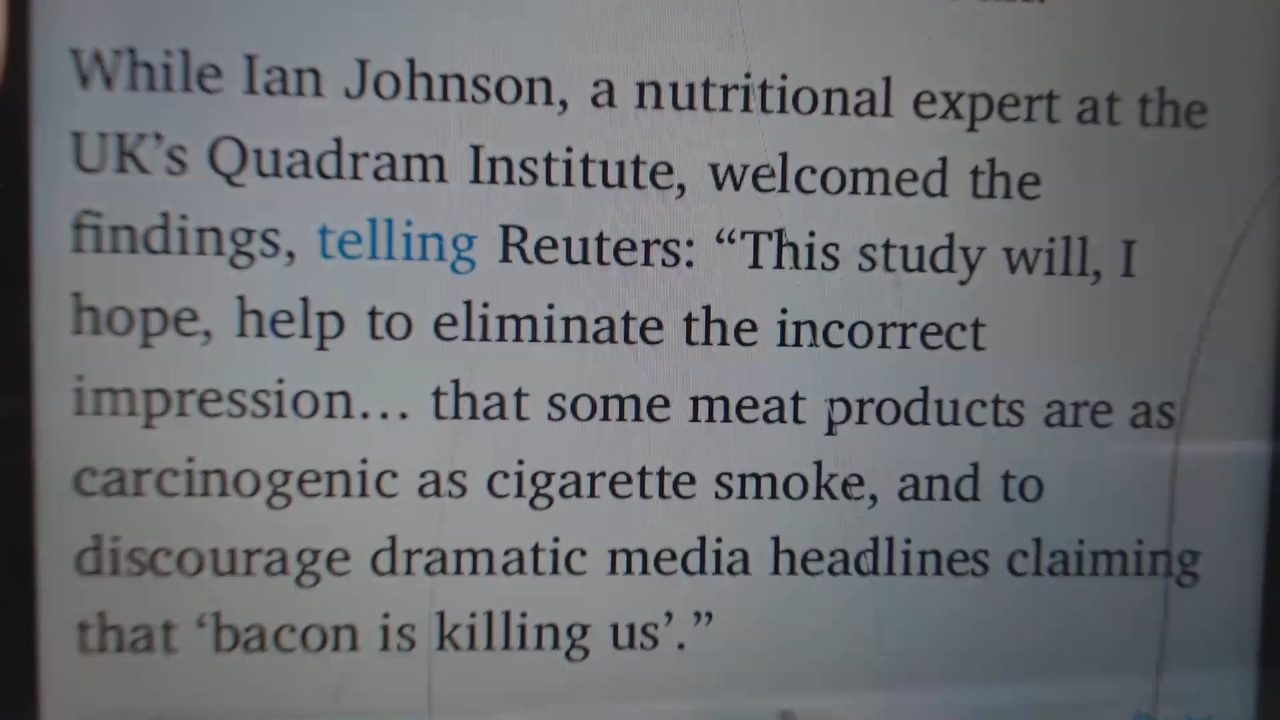 While Ian Johnson, a nutritional expert at the
UK’s Quadram Institute, welcomed the
findings, telling Reuters: “This study will, I
hope, help to eliminate the incorrect
impression… that some meat products are as
carcinogenic as cigarette smoke, and to
discourage dramatic media headlines claiming
that ‘bacon is killing us’.”